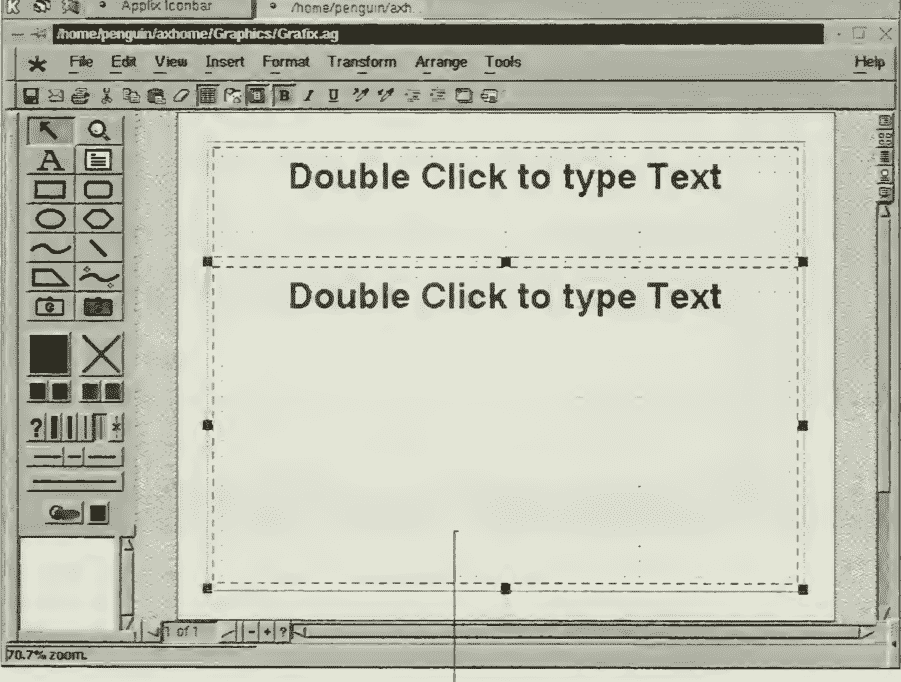 Applix Iconbar /home/penguin/axh..
/home/penguin/axhome/Graphics/Grafix.ag
File Edit View Insert Format Transform Arrange Tools Help
B I U
A
Double Click to type Text
Double Click to type Text
?
1 of 1 - + ?
70.7% zoom.